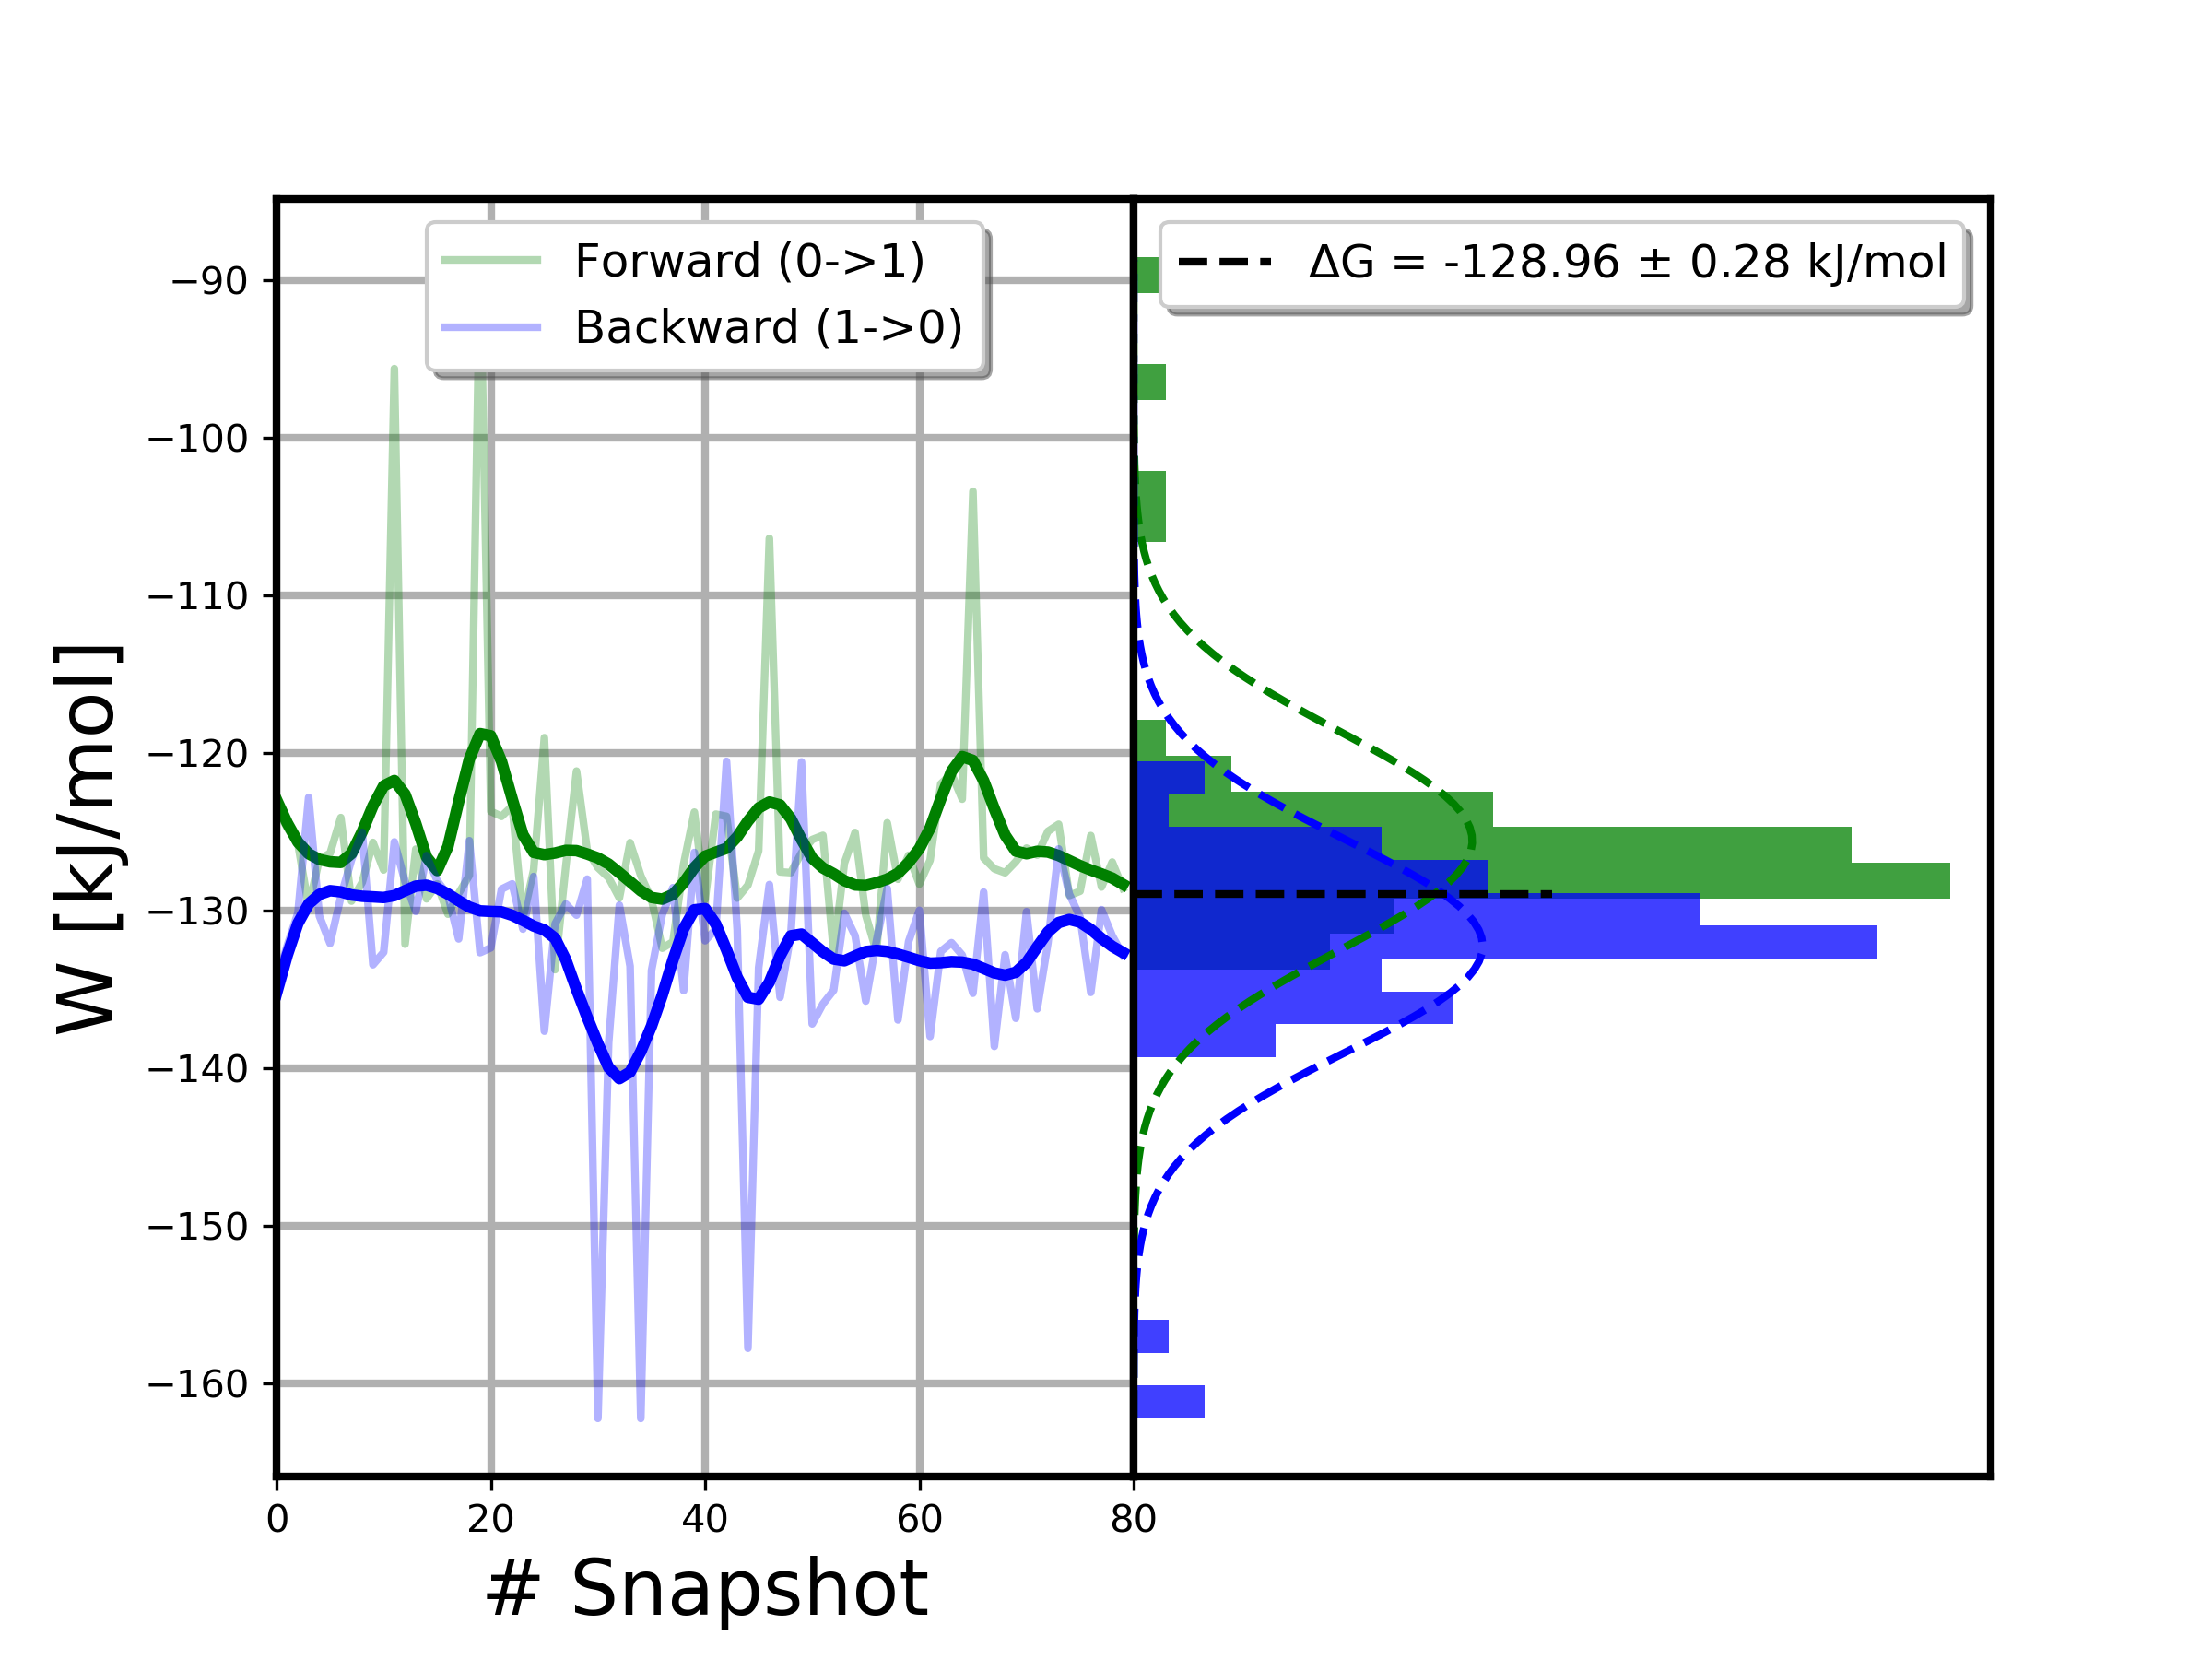 Forward (0->1)
Backward (1->0)
ΔG = -128.96 ± 0.28 kJ/mol
W [kJ/mol]
−90
−100
−110
−120
−130
−140
−150
−160
0 20 40 60 80
# Snapshot